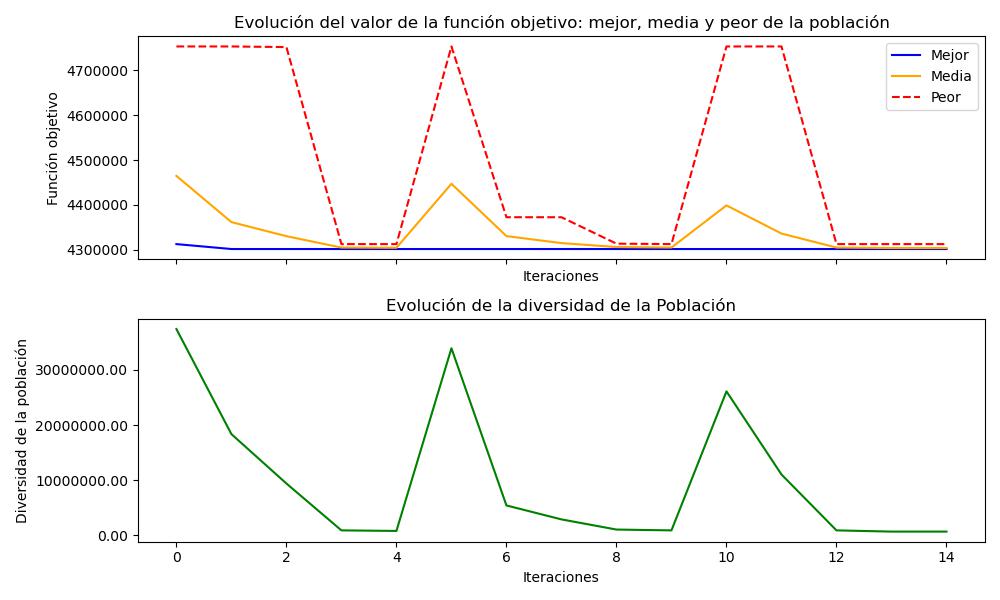 Evolución del valor de la función objetivo: mejor, media y peor de la población
Función objetivo
4700000
4600000
4500000
4400000
4300000
Mejor
Media
Peor
Iteraciones
Evolución de la diversidad de la Población
Diversidad de la población
30000000.00
20000000.00
10000000.00
0.00
0 2 4 6 8 10 12 14
Iteraciones